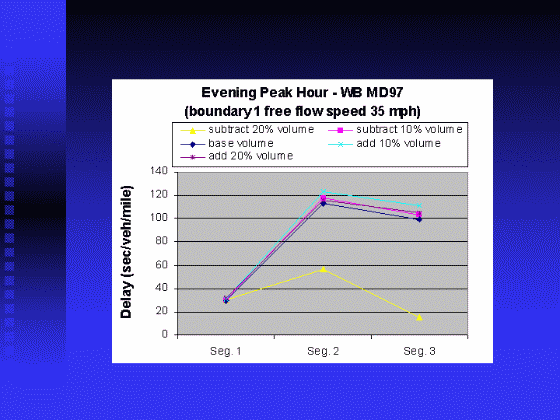 Evening Peak Hour - WB MD97
(boundary 1 free flow speed 35 mph)
subtract 20% volume
subtract 10% volume
base volume
add 10% volume
add 20% volume
Delay (sec/veh/mile)
140
120
100
80
60
40
20
0
Seg. 1
Seg. 2
Seg. 3